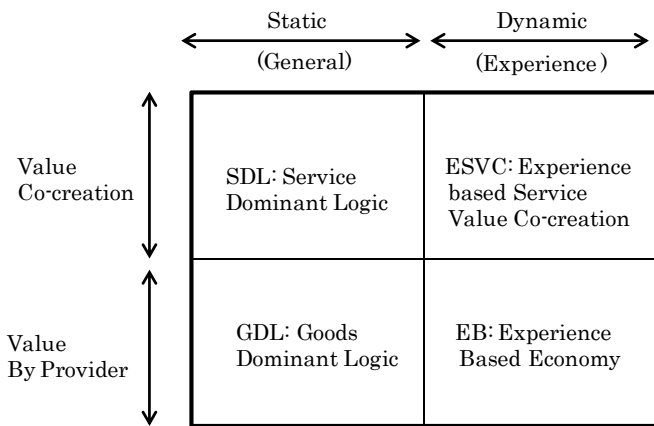 Static
Dynamic
(General)
(Experience)
Value
Co-creation
SDL: Service
Dominant Logic
ESVC: Experience
based Service
Value Co-creation
Value
By Provider
GDL: Goods
Dominant Logic
EB: Experience
Based Economy